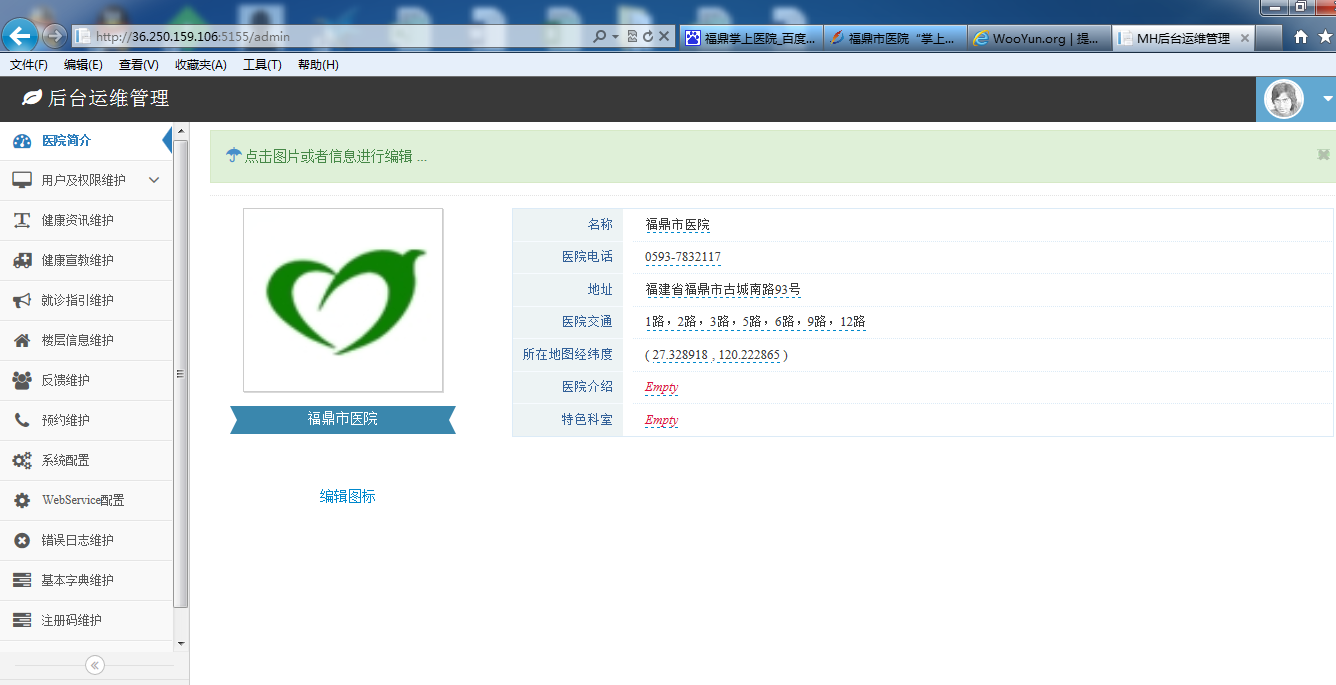 http://36.250.159.106:5155/admin
福鼎掌上医院_百度...
福鼎市医院“掌上...
WooYun.org | 提...
MH后台运维管理
文件(F) 编辑(E) 查看(V) 收藏夹(A) 工具(T) 帮助(H)
后台运维管理
医院简介
用户及权限维护
健康资讯维护
健康宣教维护
就诊指引维护
楼层信息维护
反馈维护
预约维护
系统配置
WebService配置
错误日志维护
基本字典维护
注册码维护
点击图片或者信息进行编辑 ...
福鼎市医院
编辑图标
名称 福鼎市医院
医院电话 0593-7832117
地址 福建省福鼎市古城南路93号
医院交通 1路，2路，3路，5路，6路，9路，12路
所在地图经纬度 ( 27.328918 , 120.222865 )
医院介绍 Empty
特色科室 Empty